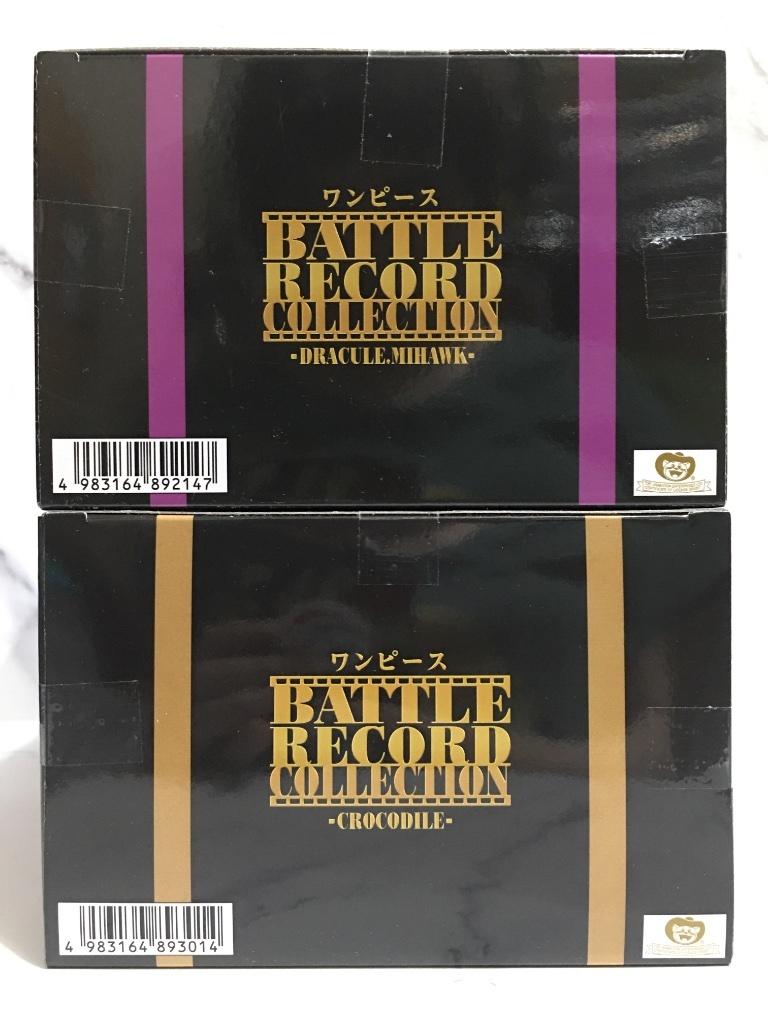 ワンピース
BATTLE
RECORD
COLLECTION
-DRACULE.MIHAWK-
4 983164 892147
ワンピース
BATTLE
RECORD
COLLECTION
-CROCODILE-
4 983164 893014